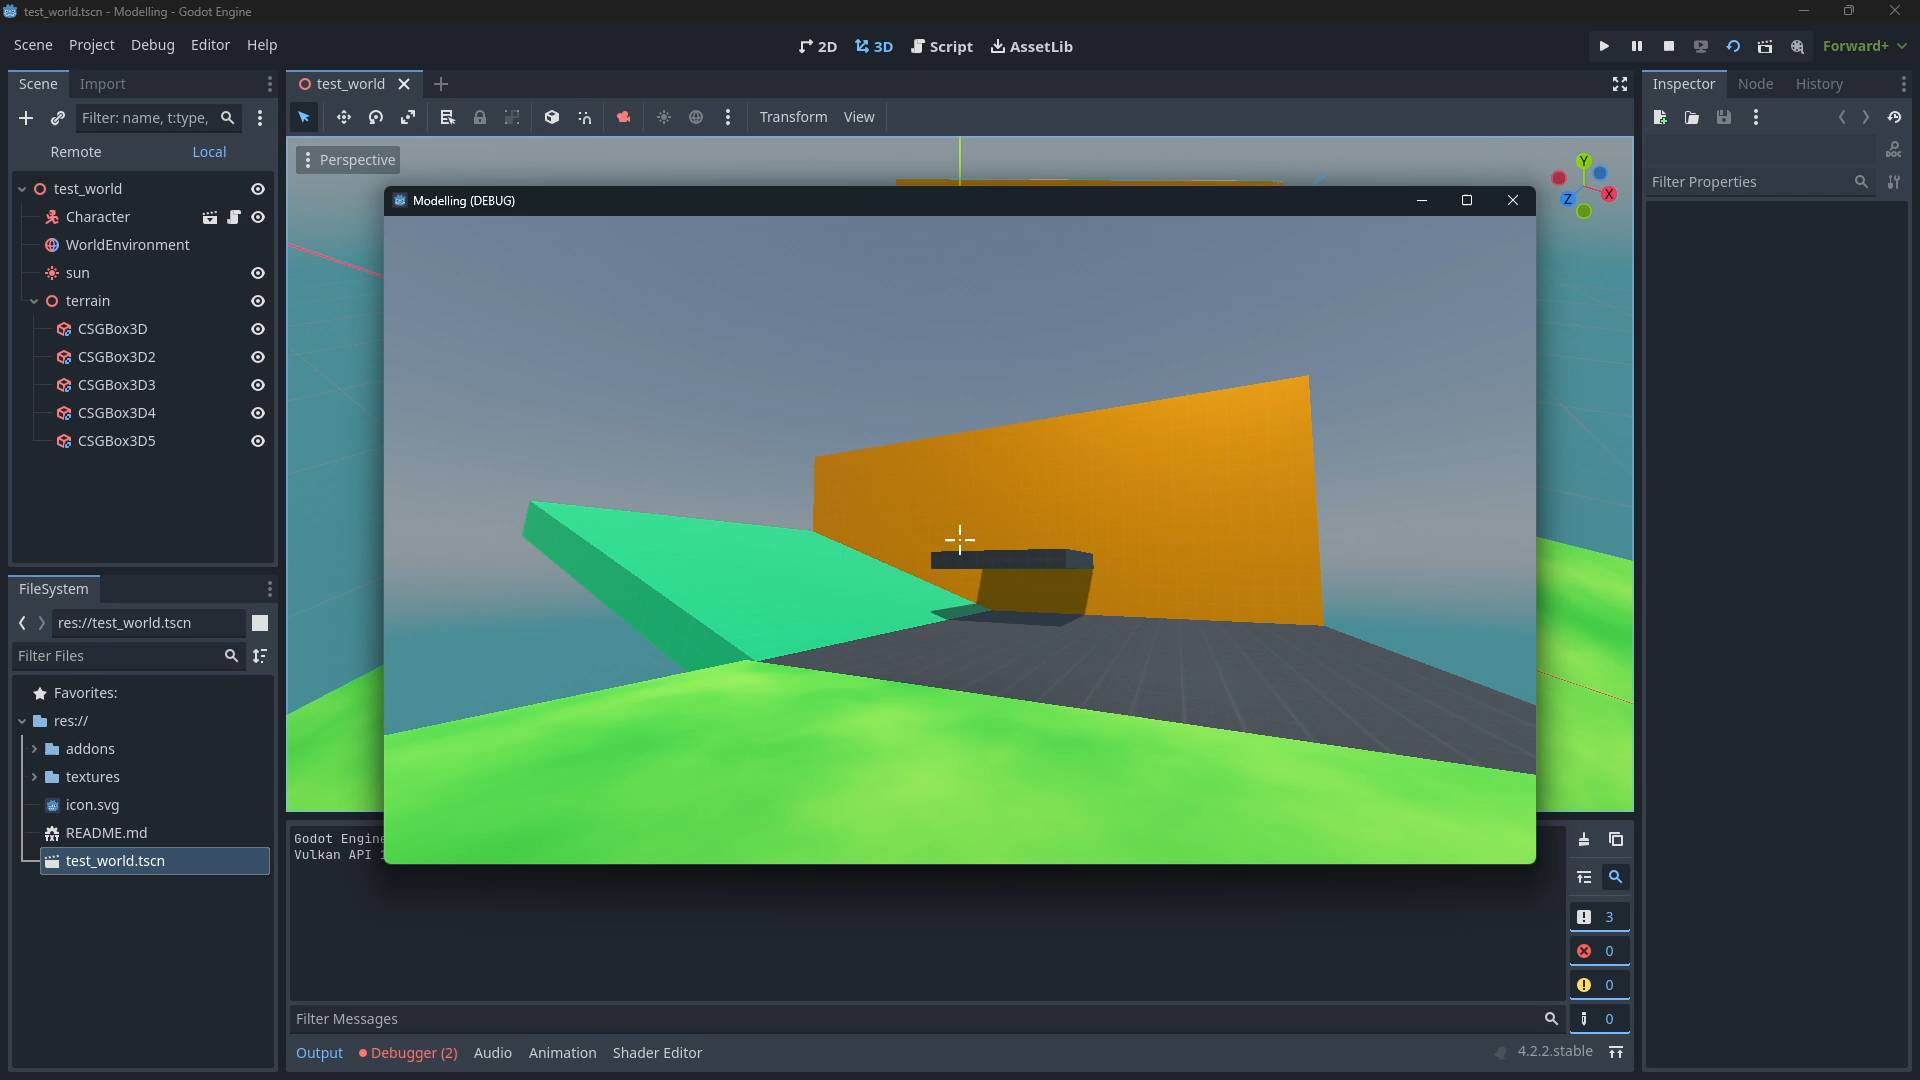 test_world.tscn - Modelling - Godot Engine
Scene Project Debug Editor Help
2D 3D Script AssetLib
Forward+
Scene Import
test_world
Inspector Node History
Filter: name, t:type,
Transform View
Remote Local
Perspective
Y
X
Z
DOC
Filter Properties
test_world
Character
WorldEnvironment
sun
terrain
CSGBox3D
CSGBox3D2
CSGBox3D3
CSGBox3D4
CSGBox3D5
Modelling (DEBUG)
FileSystem
res://test_world.tscn
Filter Files
Favorites:
res://
addons
textures
icon.svg
README.md
test_world.tscn
Godot Engine
Vulkan API
3
0
0
0
Filter Messages
Output Debugger (2) Audio Animation Shader Editor
4.2.2.stable